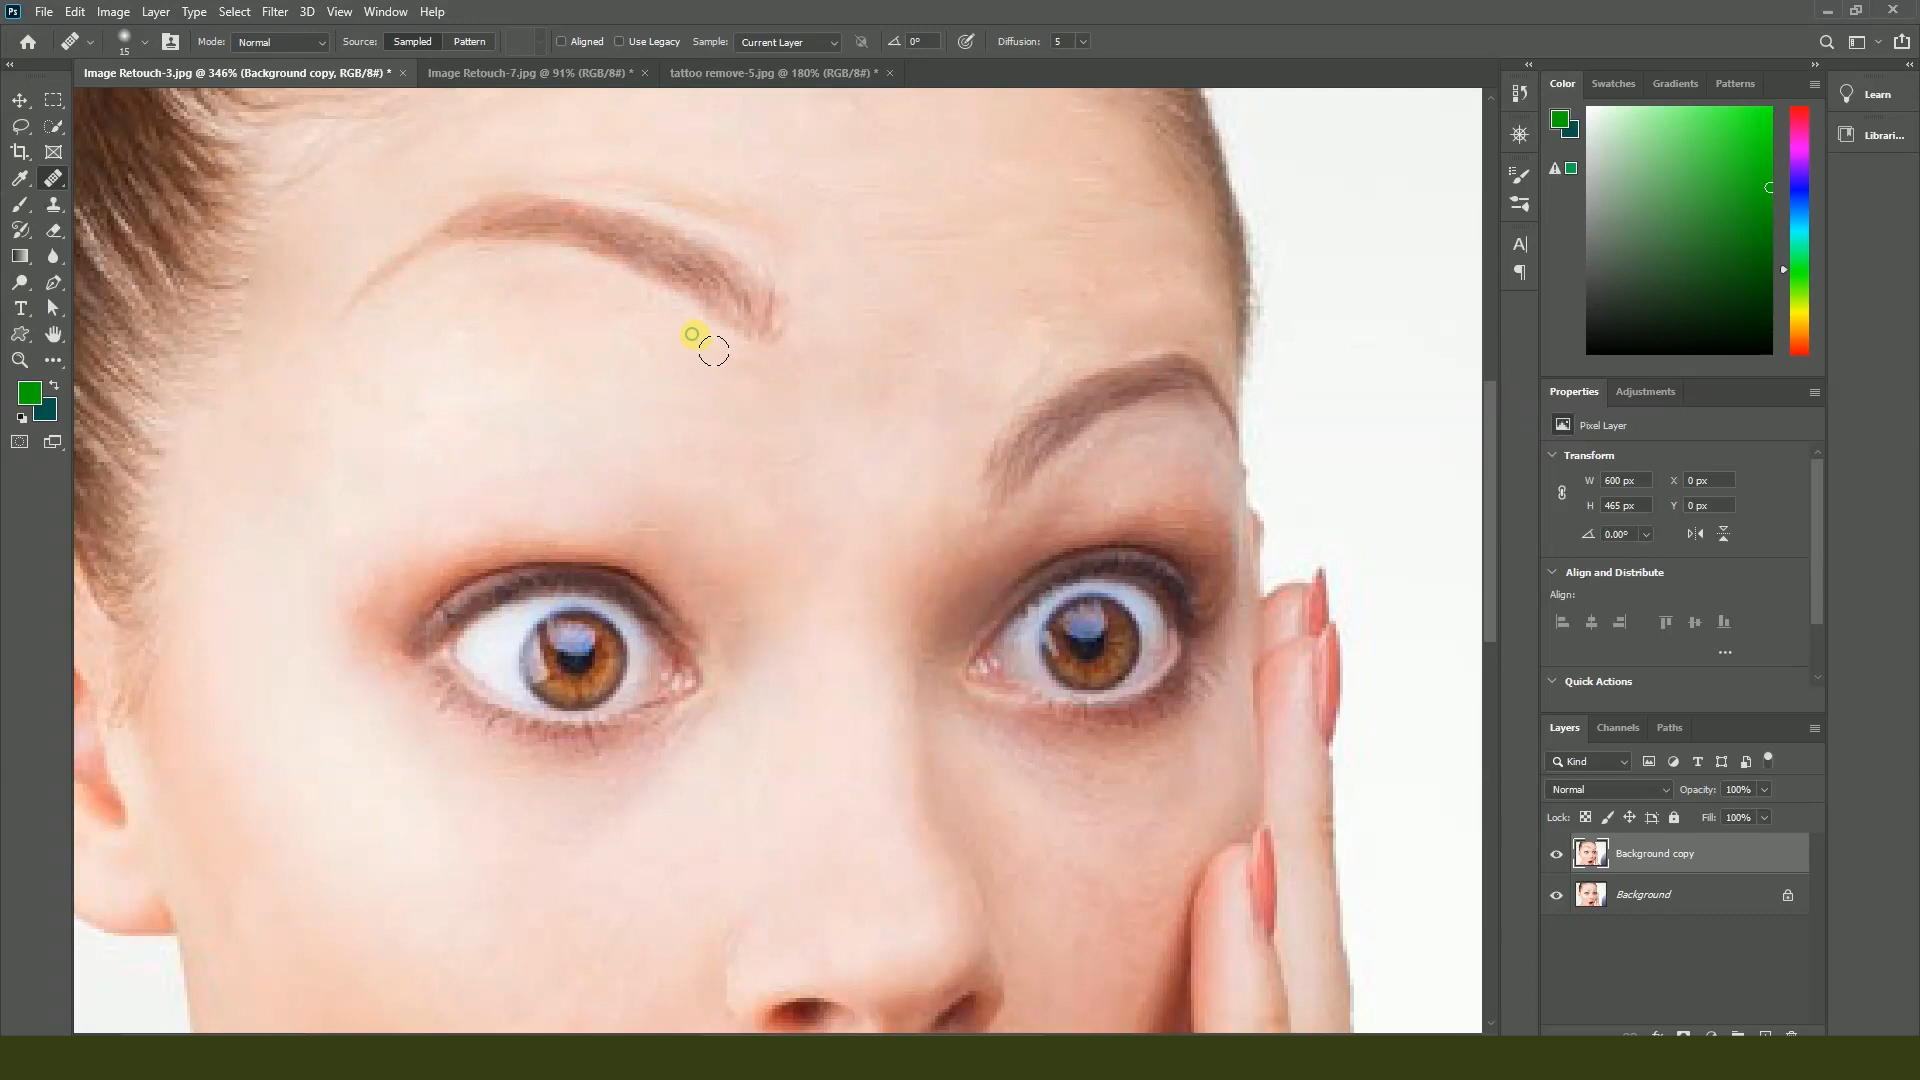 Ps File Edit Image Layer Type Select Filter 3D View Window Help
15 Mode: Normal Source: Sampled Pattern Aligned Use Legacy Sample: Current Layer 0° Diffusion: 5
Image Retouch-3.jpg @ 346% (Background copy, RGB/8#) * × Image Retouch-7.jpg @ 91% (RGB/8#) * × tattoo remove-5.jpg @ 180% (RGB/8#) * ×
Color Swatches Gradients Patterns
Learn
Librari...
Properties Adjustments
Pixel Layer
Transform
W 600 px X 0 px
H 465 px Y 0 px
0.00°
Align and Distribute
Align:
Quick Actions
Layers Channels Paths
Kind
Normal Opacity: 100%
Lock: Fill: 100%
Background copy
Background